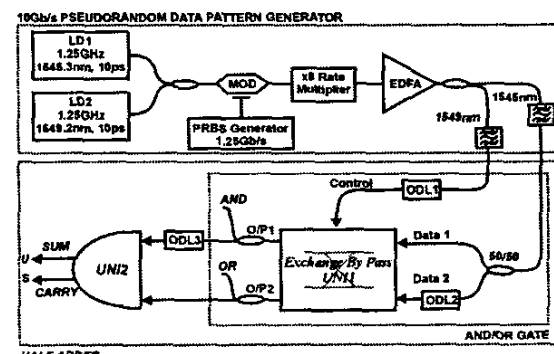 10Gb/s PSEUDORANDOM DATA PATTERN GENERATOR
LD1
1.25GHz
1545.3nm, 10ps
LD2
1.25GHz
1549.2nm, 10ps
MOD
PRBS Generator
1.25Gb/s
x8 Rate
Multiplier
EDFA
1549nm
1545nm
Control
ODL1
AND
O/P1
ODL3
OR
O/P2
Exchange By Pass
UNI1
Data 1
Data 2
ODL2
50/50
SUM
U
S
CARRY
UNI2
AND/OR GATE
HALF ADDER